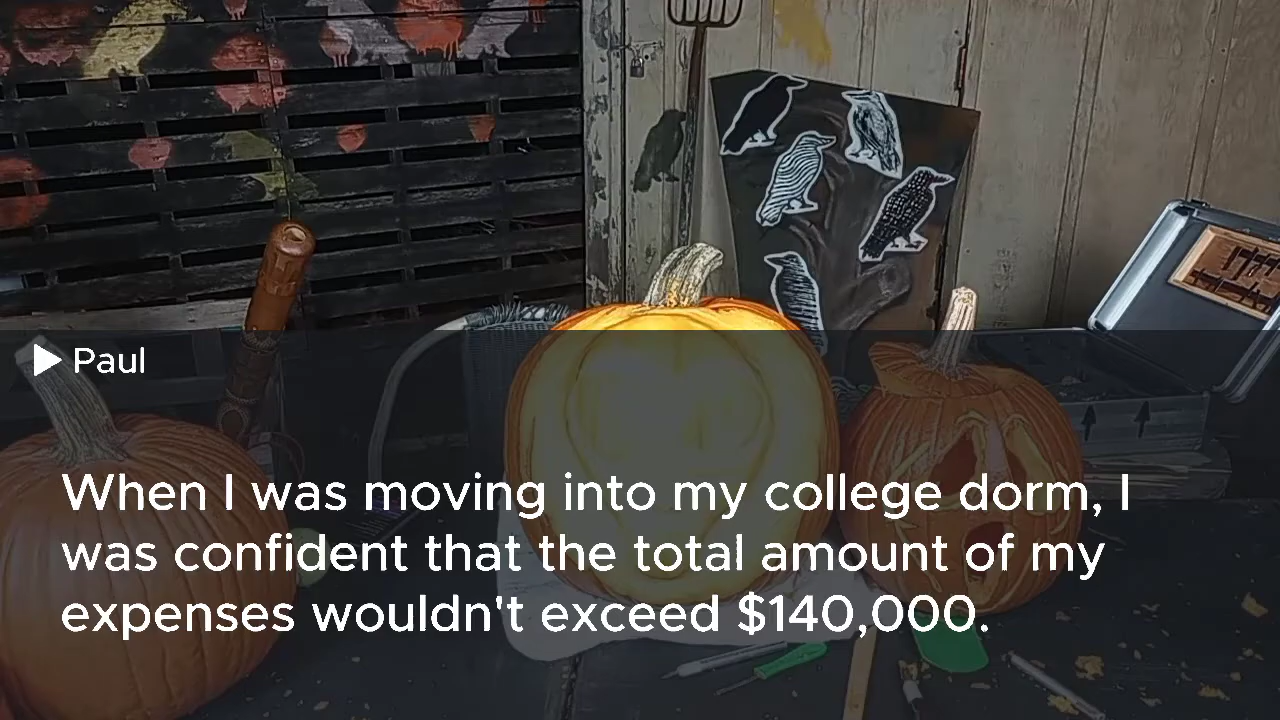 Paul
When I was moving into my college dorm, I
was confident that the total amount of my
expenses wouldn't exceed $140,000.